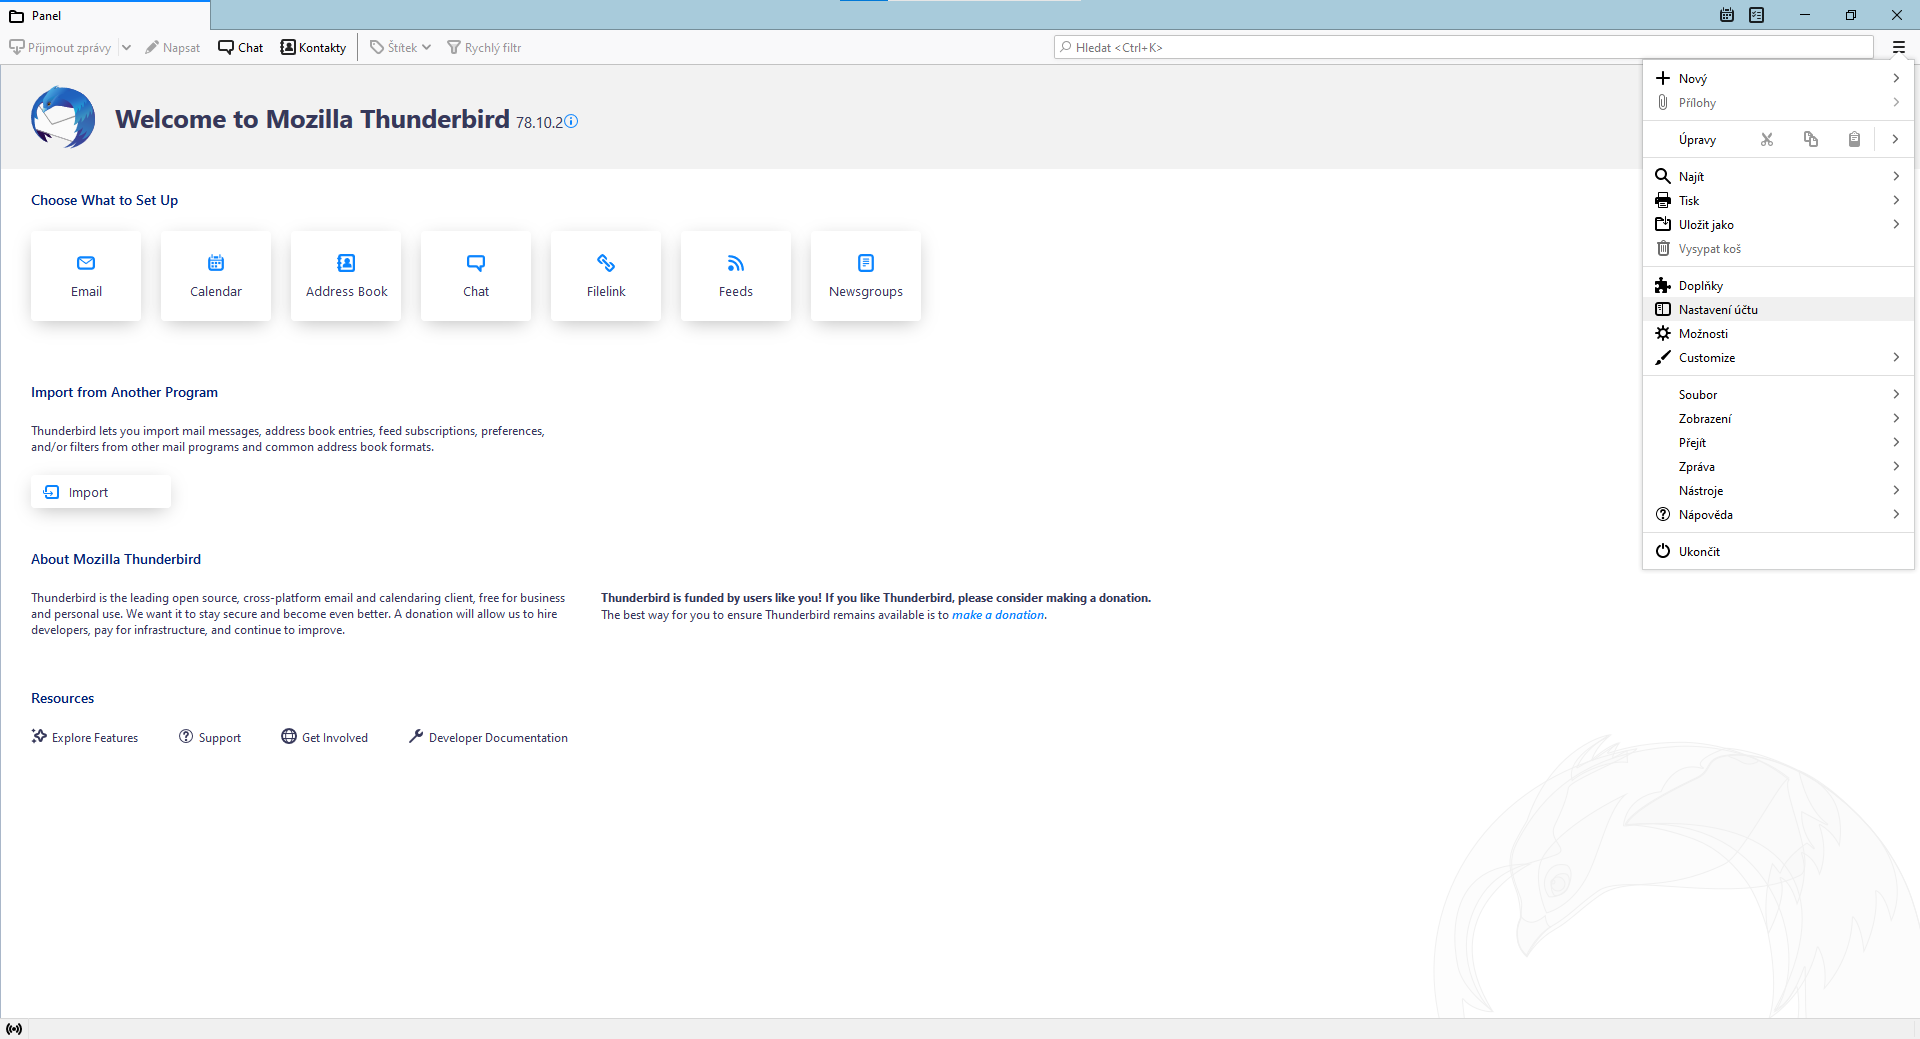 Panel
Přijmout zprávy
Napsat
Chat
Kontakty
Štítek
Rychlý filtr
Hledat <Ctrl+K>
Welcome to Mozilla Thunderbird 78.10.2
Choose What to Set Up
Email
Calendar
Address Book
Chat
Filelink
Feeds
Newsgroups
Import from Another Program
Thunderbird lets you import mail messages, address book entries, feed subscriptions, preferences,
and/or filters from other mail programs and common address book formats.
Import
About Mozilla Thunderbird
Thunderbird is the leading open source, cross-platform email and calendaring client, free for business
and personal use. We want it to stay secure and become even better. A donation will allow us to hire
developers, pay for infrastructure, and continue to improve.
Thunderbird is funded by users like you! If you like Thunderbird, please consider making a donation.
The best way for you to ensure Thunderbird remains available is to make a donation.
Resources
Explore Features
Support
Get Involved
Developer Documentation
Nový
Přílohy
Úpravy
Najít
Tisk
Uložit jako
Vysypat koš
Doplňky
Nastavení účtu
Možnosti
Customize
Soubor
Zobrazení
Přejít
Zpráva
Nástroje
Nápověda
Ukončit